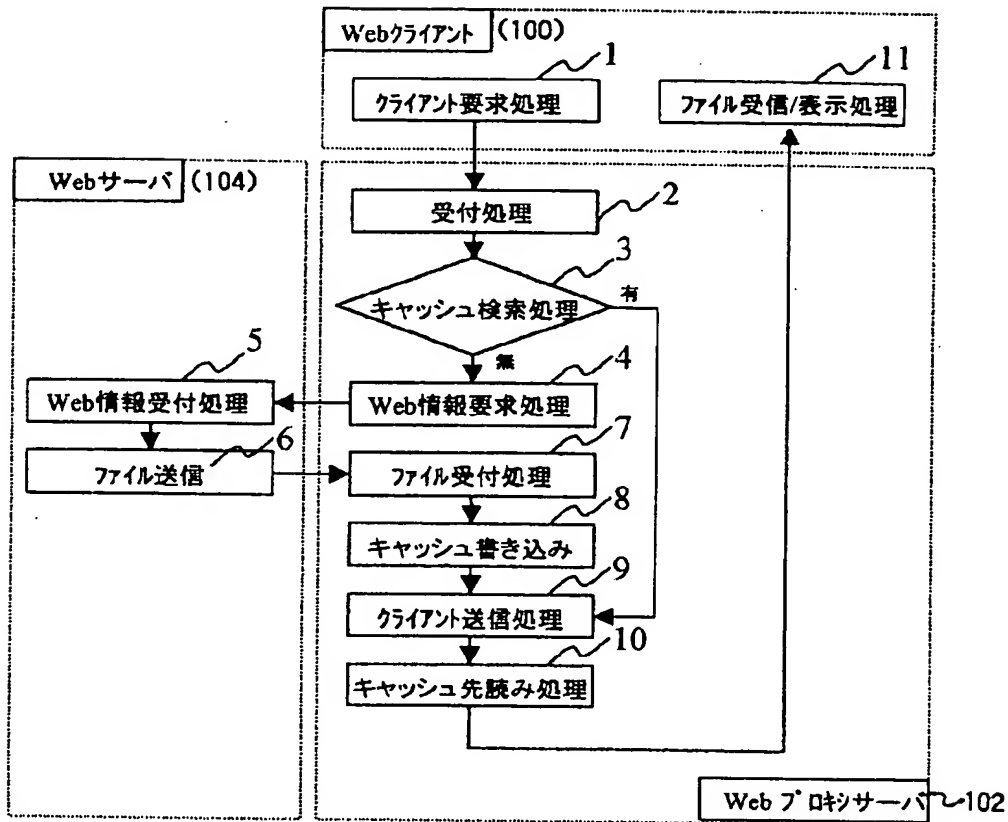 Webクライアント (100)
1
クライアント要求処理
11
ファイル受信/表示処理
Webサーバ (104)
受付処理
2
3
キャッシュ検索処理
有
無
5
Web情報受付処理
4
Web情報要求処理
6
ファイル送信
7
ファイル受付処理
8
キャッシュ書き込み
9
クライアント送信処理
10
キャッシュ先読み処理
Web プロキシサーバ 102